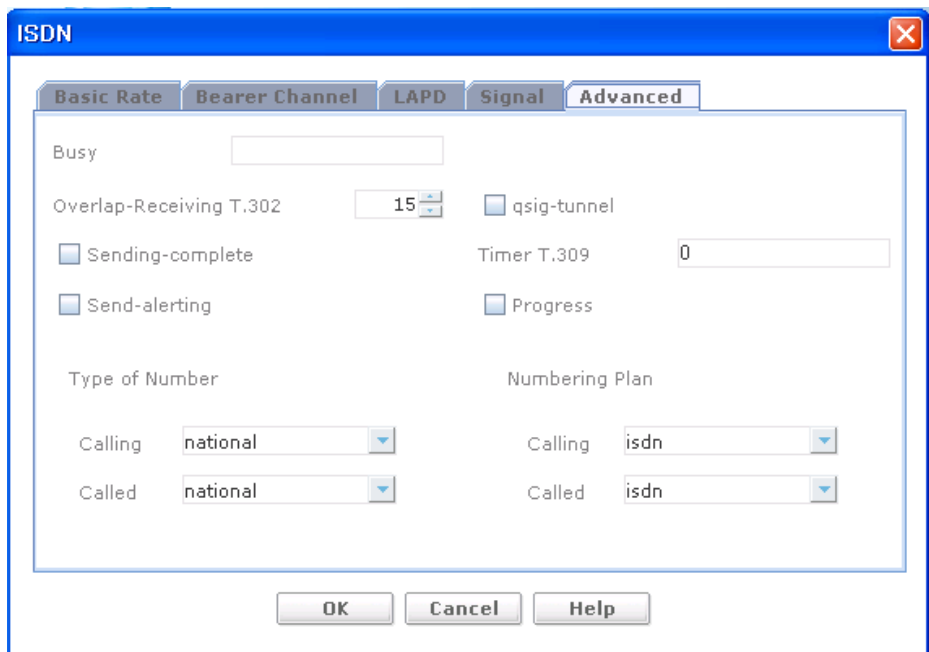 ISDN
Basic Rate Bearer Channel LAPD Signal Advanced
Busy
Overlap-Receiving T.302 15 qsig-tunnel
Sending-complete Timer T.309 0
Send-alerting Progress
Type of Number Numbering Plan
Calling national Calling isdn
Called national Called isdn
OK Cancel Help